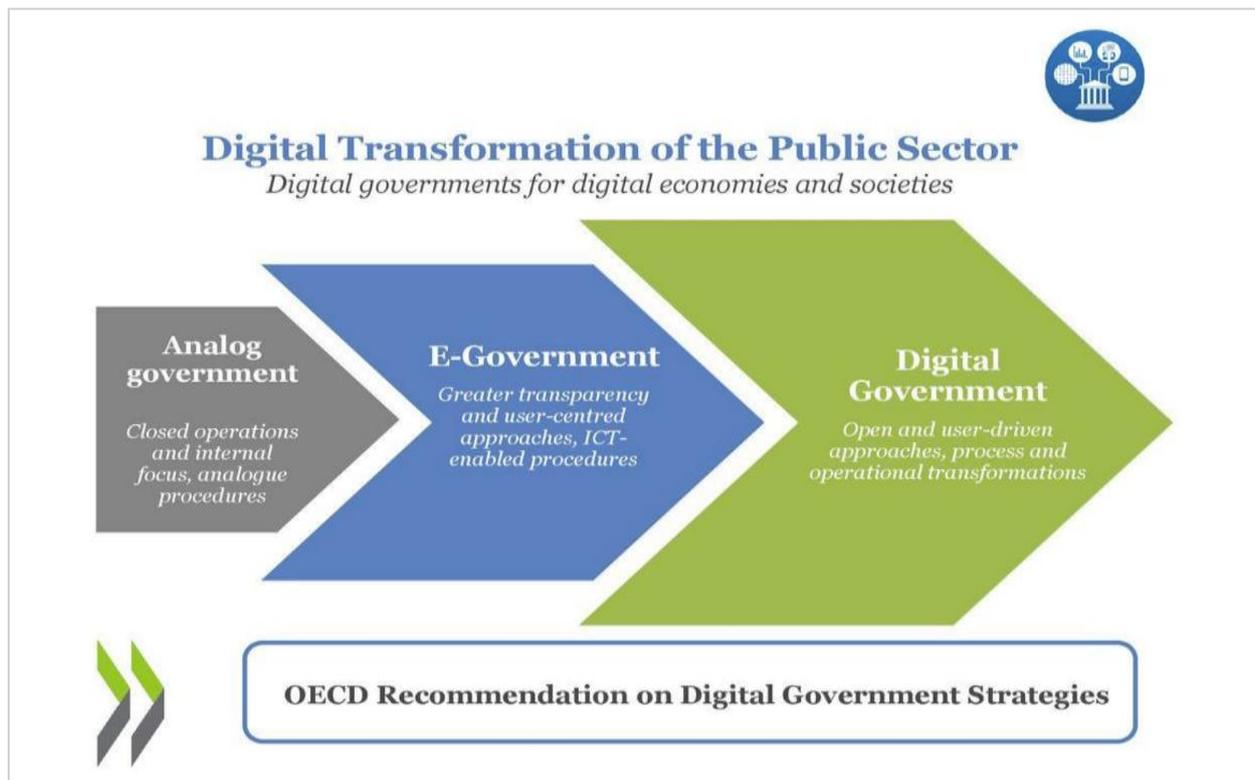 Digital Transformation of the Public Sector
Digital governments for digital economies and societies
Analog
government
Closed operations
and internal
focus, analogue
procedures
E-Government
Greater transparency
and user-centred
approaches, ICT-
enabled procedures
Digital
Government
Open and user-driven
approaches, process and
operational transformations
OECD Recommendation on Digital Government Strategies